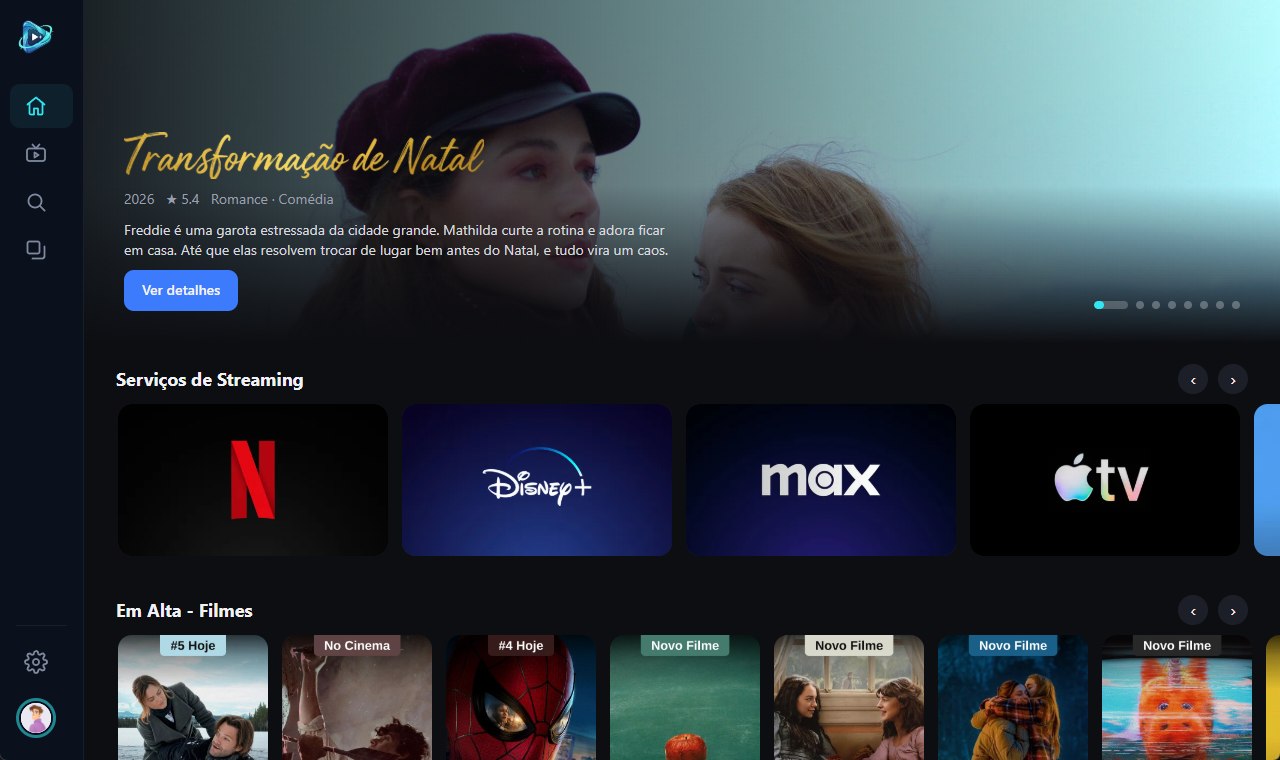 Transformação de Natal
2026 ★ 5.4 Romance · Comédia
Freddie é uma garota estressada da cidade grande. Mathilda curte a rotina e adora ficar
em casa. Até que elas resolvem trocar de lugar bem antes do Natal, e tudo vira um caos.
Ver detalhes
Serviços de Streaming
‹ ›
N
Disney+
max
tv
Em Alta - Filmes
‹ ›
#5 Hoje
No Cinema
#4 Hoje
Novo Filme
Novo Filme
Novo Filme
Novo Filme